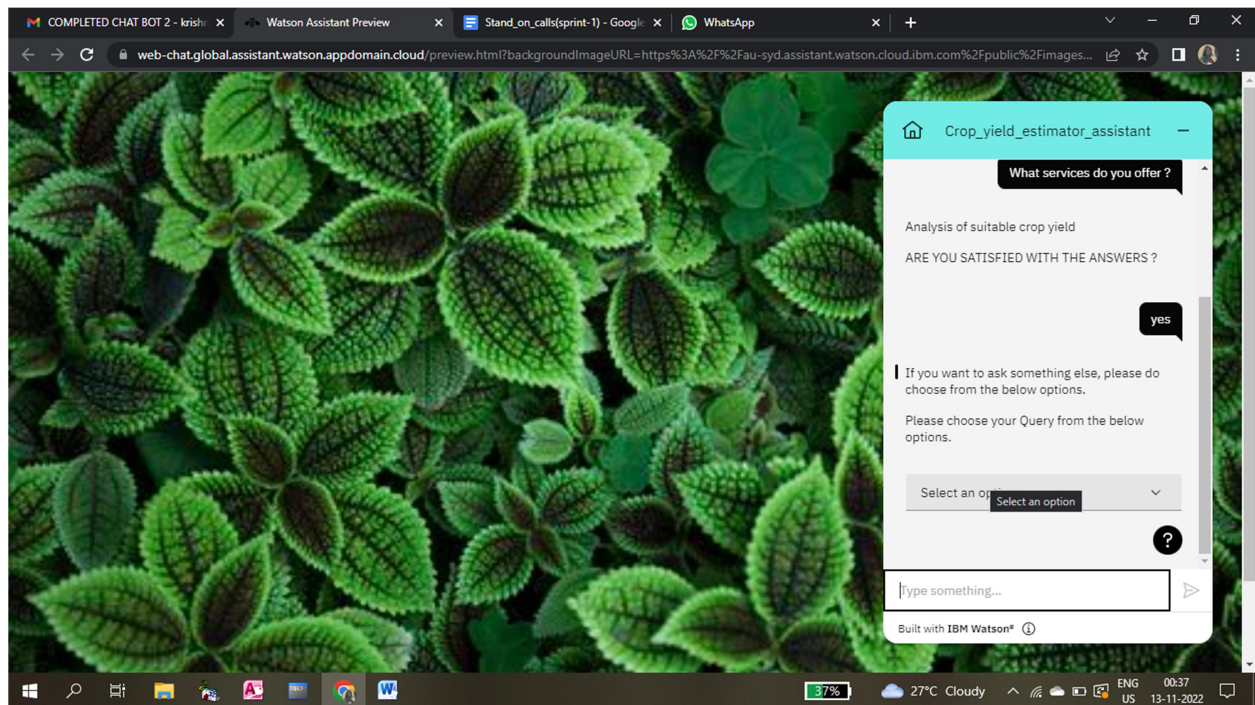 COMPLETED CHAT BOT 2 - krishn
Watson Assistant Preview
Stand_on_calls(sprint-1) - Google
WhatsApp
web-chat.global.assistant.watson.appdomain.cloud/preview.html?backgroundImageURL=https%3A%2F%2Fau-syd.assistant.watson.cloud.ibm.com%2Fpublic%2Fimages...
Crop_yield_estimator_assistant
What services do you offer ?
Analysis of suitable crop yield
ARE YOU SATISFIED WITH THE ANSWERS ?
yes
If you want to ask something else, please do
choose from the below options.
Please choose your Query from the below
options.
Select an opti
Select an option
?
Type something...
Built with IBM Watson®
37%
27°C Cloudy
ENG
US
00:37
13-11-2022